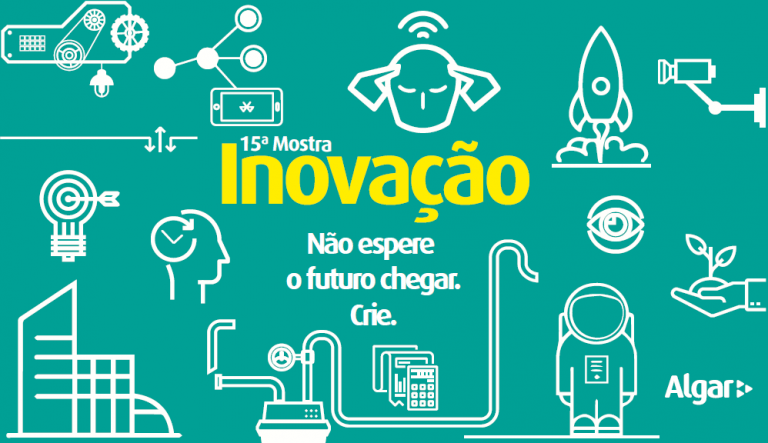 15ª Mostra
Inovação
Não espere
o futuro chegar.
Crie.
Algar